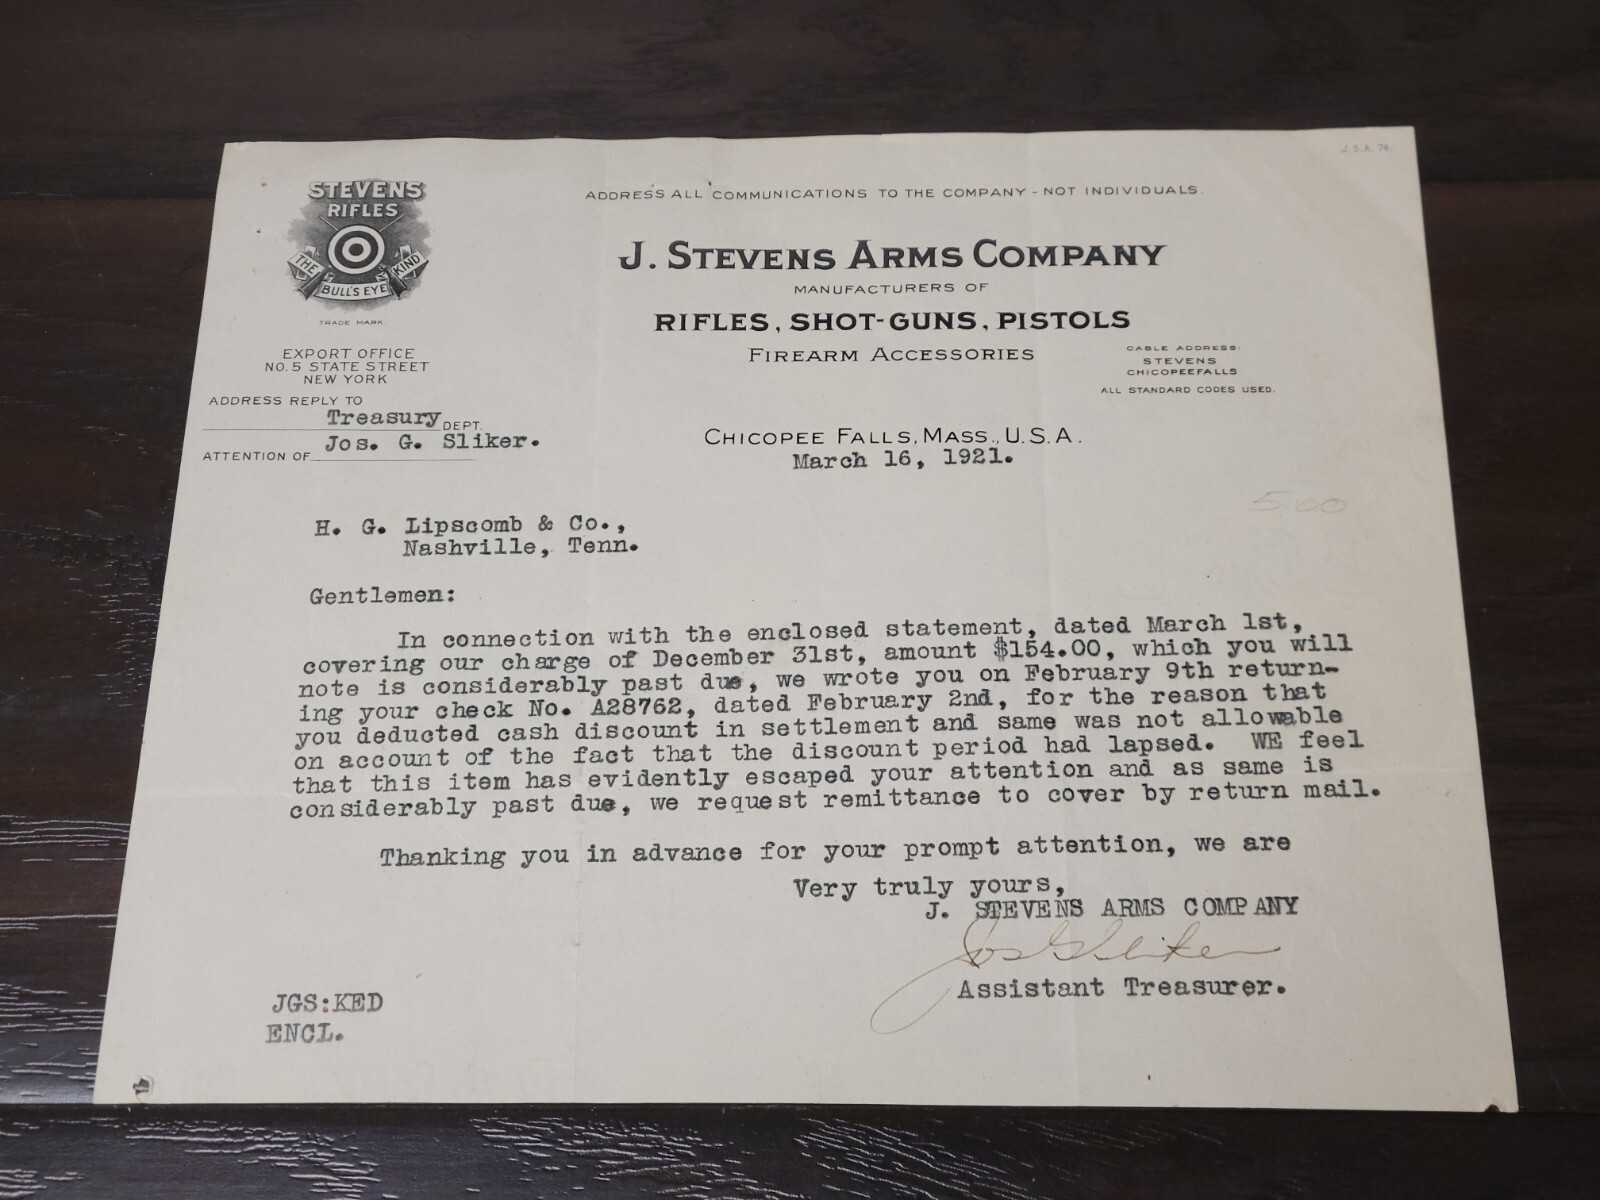 J.S.A. 74.
STEVENS
RIFLES
THE BULL'S EYE KIND
TRADE MARK
ADDRESS ALL COMMUNICATIONS TO THE COMPANY - NOT INDIVIDUALS.
J. STEVENS ARMS COMPANY
MANUFACTURERS OF
RIFLES, SHOT-GUNS, PISTOLS
FIREARM ACCESSORIES
CABLE ADDRESS:
STEVENS
CHICOPEEFALLS
ALL STANDARD CODES USED.
EXPORT OFFICE
NO. 5 STATE STREET
NEW YORK
ADDRESS REPLY TO
Treasury DEPT.
ATTENTION OF Jos. G. Sliker.
CHICOPEE FALLS, MASS., U.S.A.
March 16, 1921.
5 00
H. G. Lipscomb & Co.,
Nashville, Tenn.
Gentlemen:
In connection with the enclosed statement, dated March 1st,
covering our charge of December 31st, amount $154.00, which you will
note is considerably past due, we wrote you on February 9th return-
ing your check No. A28762, dated February 2nd, for the reason that
you deducted cash discount in settlement and same was not allowable
on account of the fact that the discount period had lapsed. WE feel
that this item has evidently escaped your attention and as same is
considerably past due, we request remittance to cover by return mail.
Thanking you in advance for your prompt attention, we are
Very truly yours,
J. STEVENS ARMS COMPANY
Jos G Sliker
Assistant Treasurer.
JGS:KED
ENCL.